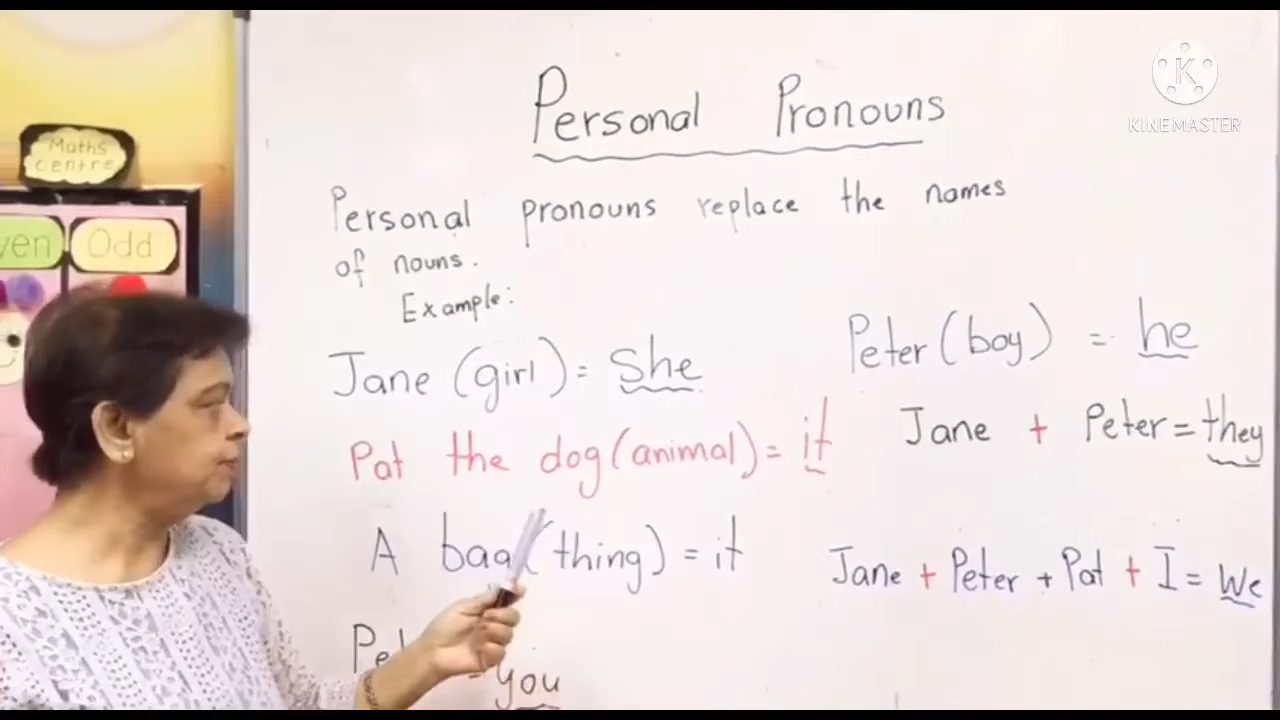 Personal Pronouns
KINEMASTER
Maths
centre
Odd
Personal pronouns replace the names
of nouns.
Example:
Jane (girl) = She
Peter (boy) = he
Pat the dog (animal) = it
Jane + Peter = they
A bag (thing) = it
Jane + Peter + Pat + I = We
you